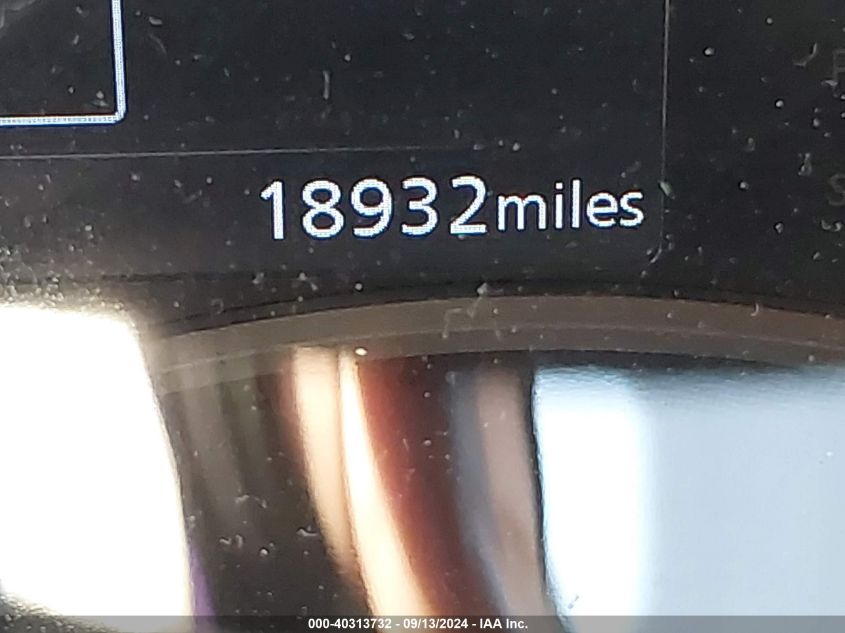 18932miles
000-40313732 - 09/13/2024 - IAA Inc.